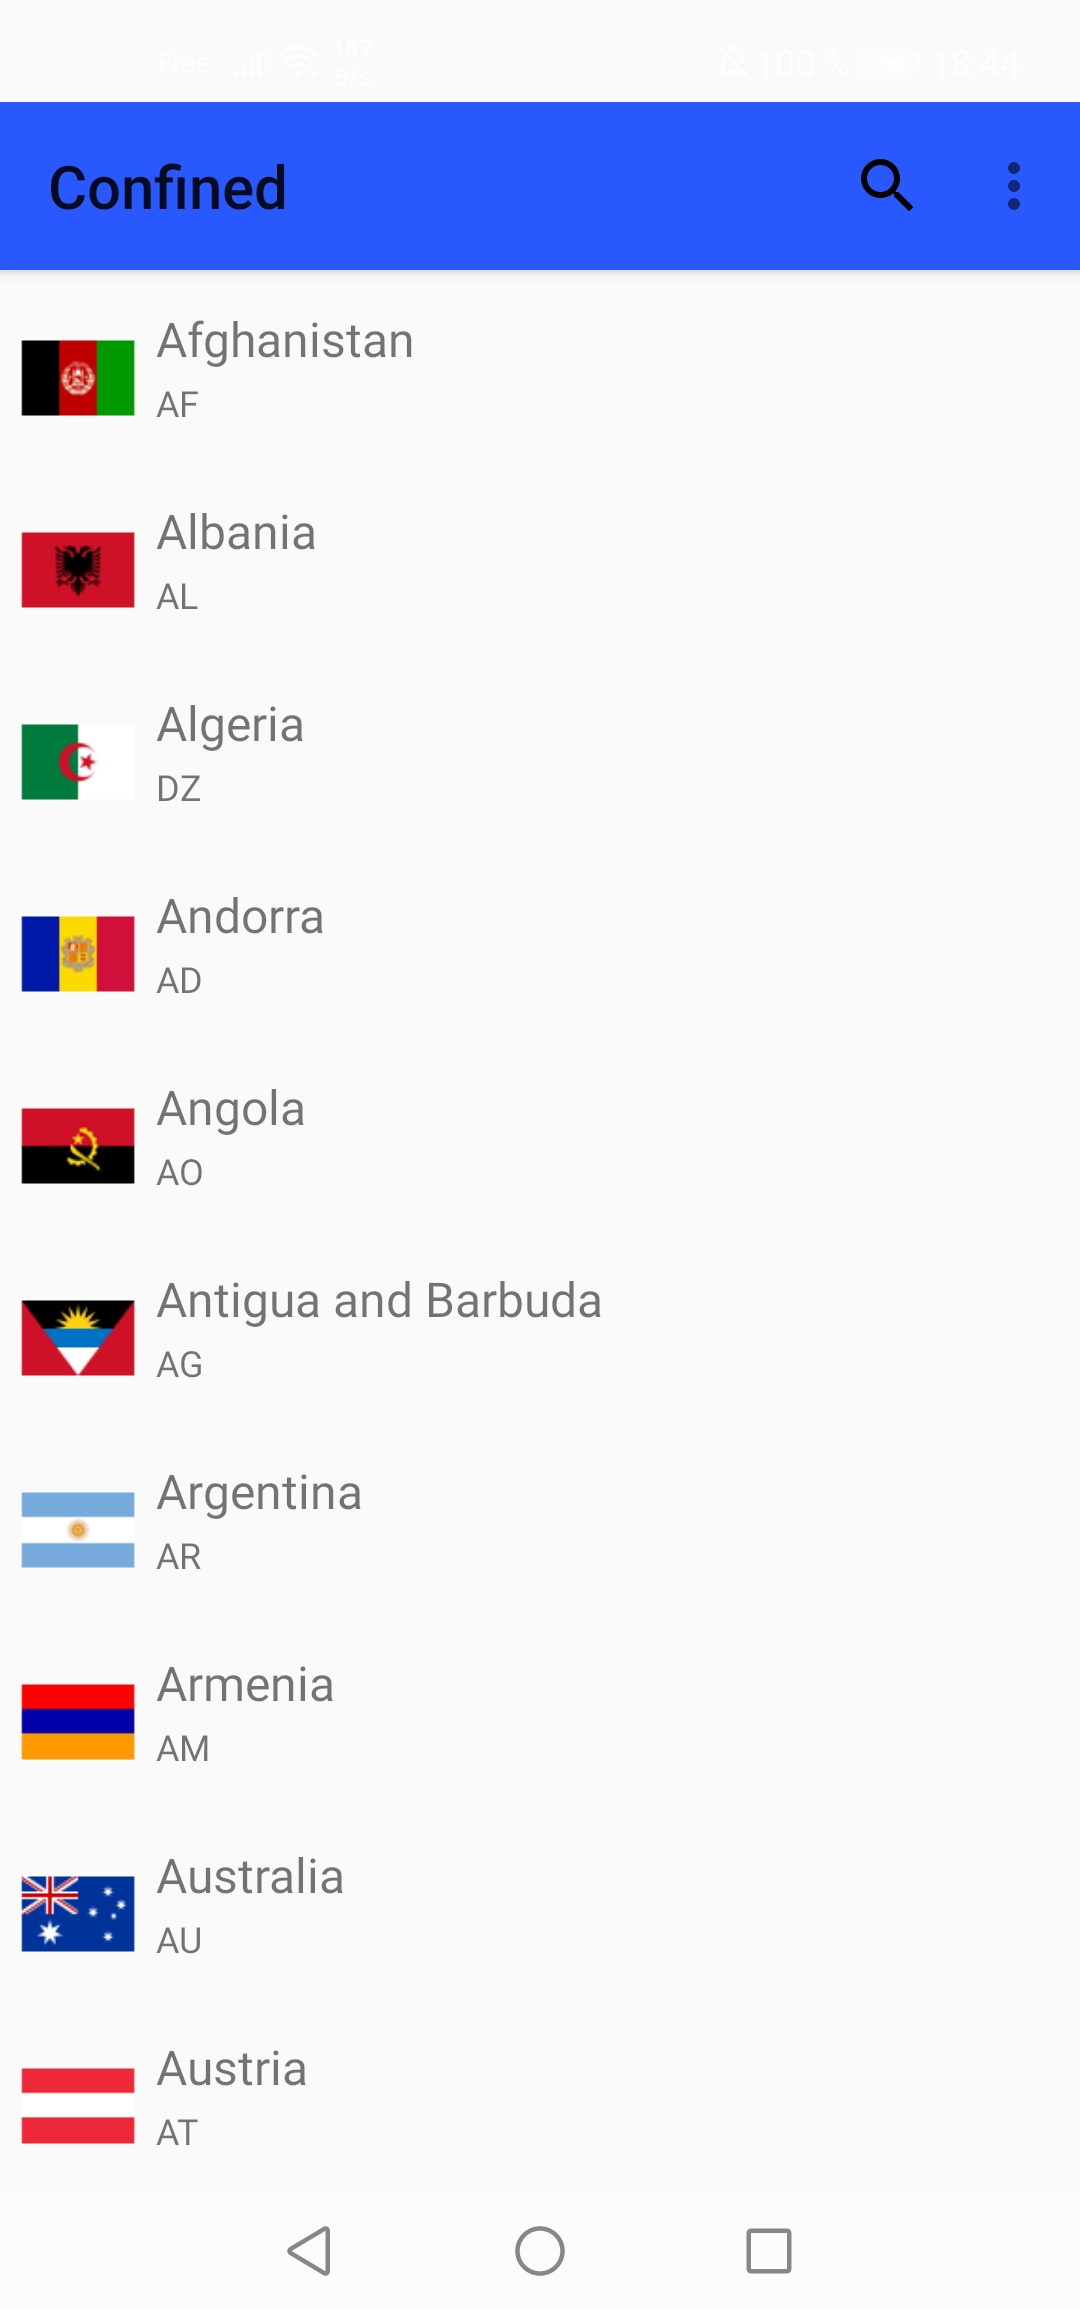 Free 187 B/s 100 % 18:44
Confined
Afghanistan
AF
Albania
AL
Algeria
DZ
Andorra
AD
Angola
AO
Antigua and Barbuda
AG
Argentina
AR
Armenia
AM
Australia
AU
Austria
AT